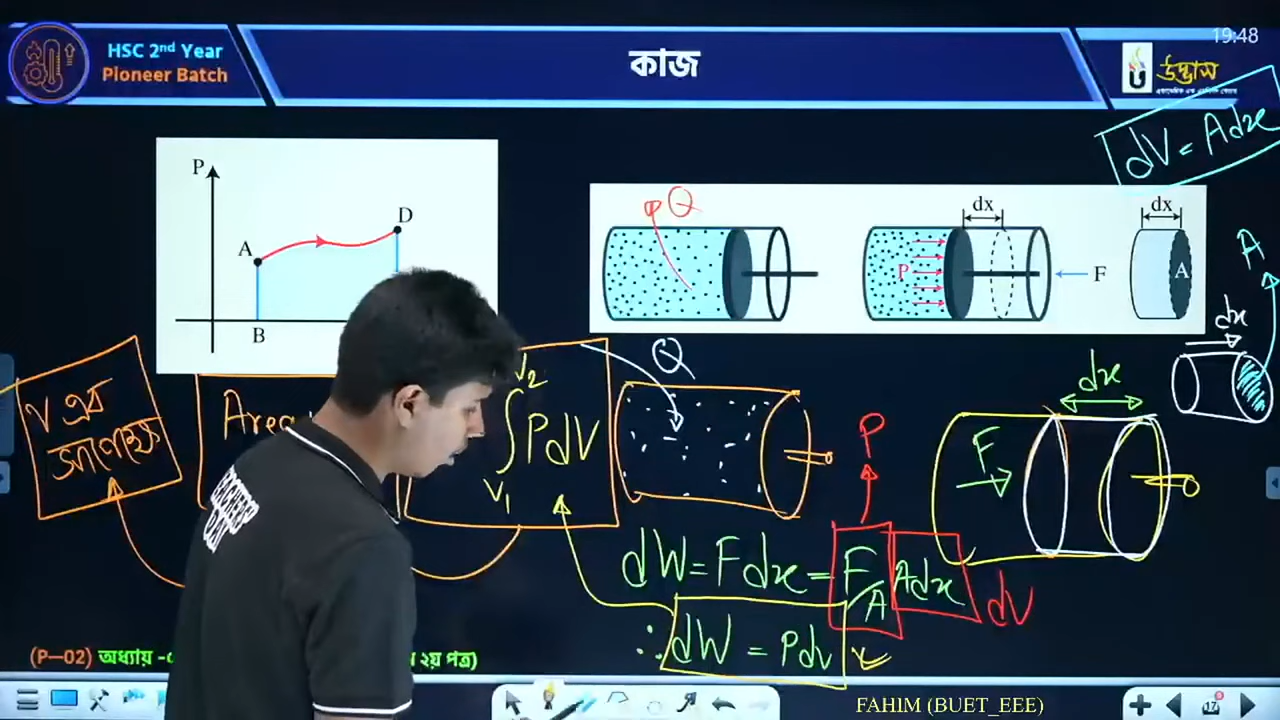 19:48
HSC 2nd Year
Pioneer Batch
কাজ
উদ্ভাস
dV = Adx
P
A
D
B
Q
dx
dx
P
F
A
A
dx
V এর সাপেক্ষে
Area
∫ PdV
V2
V1
Q
P
F
dx
dW = Fdx = F/A Adx
dV
∴ dW = PdV
(P-02) অধ্যায়
২য় পত্র)
FAHIM (BUET_EEE)
17